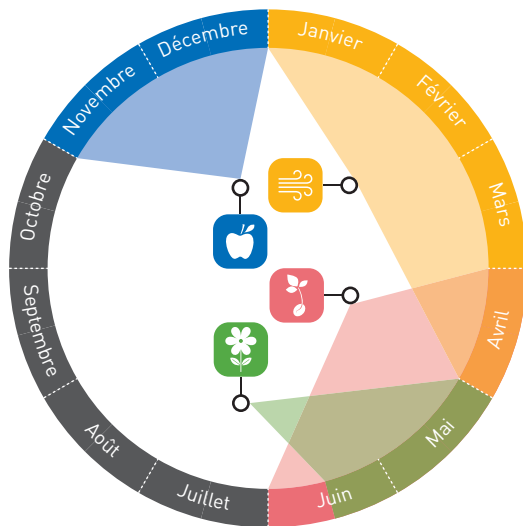 Janvier
Février
Mars
Avril
Mai
Juin
Juillet
Août
Septembre
Octobre
Novembre
Décembre